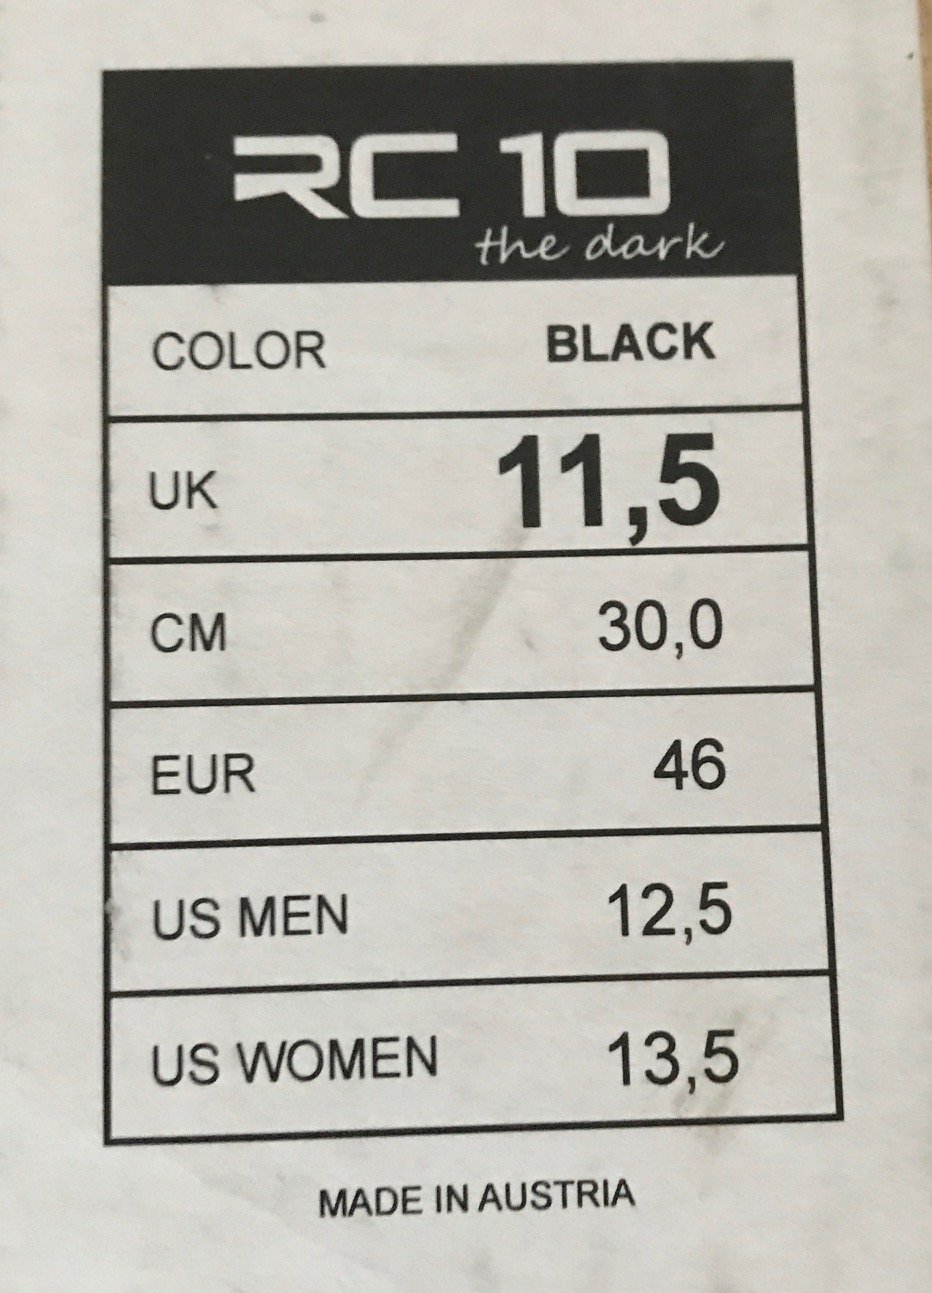 RC 10
the dark
COLOR BLACK
UK 11,5
CM 30,0
EUR 46
US MEN 12,5
US WOMEN 13,5
MADE IN AUSTRIA